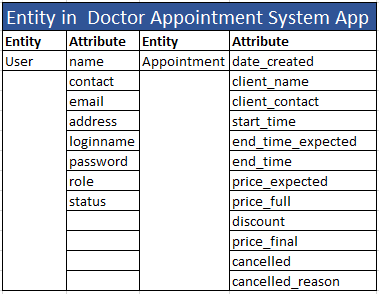 Entity in Doctor Appointment System App
Entity Attribute Entity Attribute
User name Appointment date_created
contact client_name
email client_contact
address start_time
loginname end_time_expected
password end_time
role price_expected
status price_full
discount
price_final
cancelled
cancelled_reason